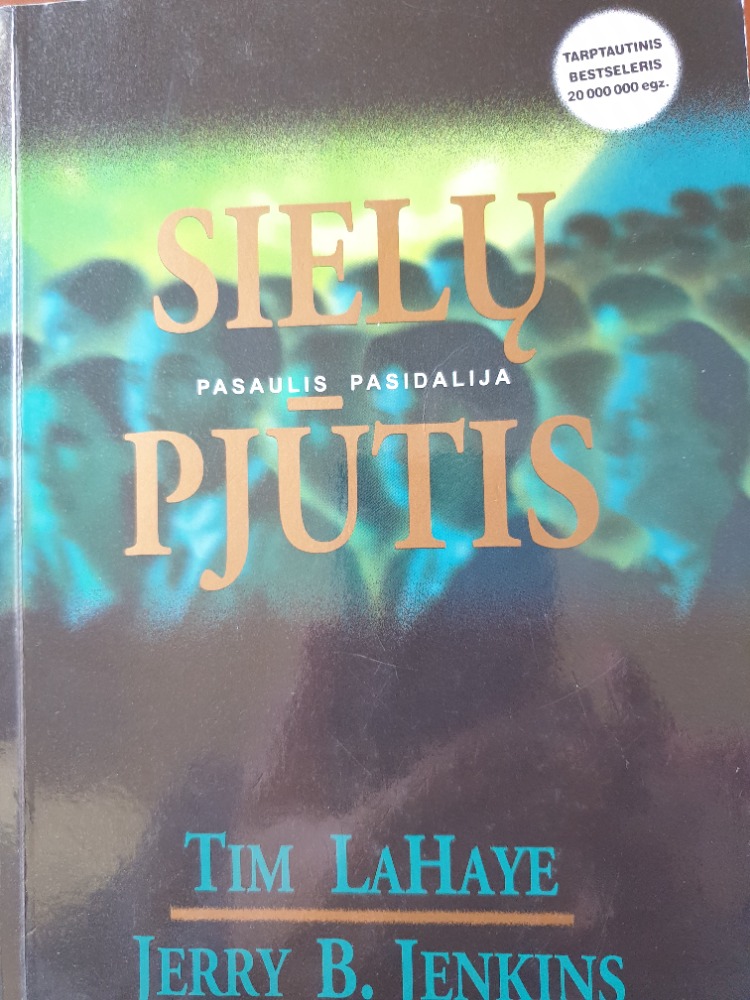 TARPTAUTINIS
BESTSELERIS
20 000 000 egz.
SIELŲ
PASAULIS PASIDALIJA
PJŪTIS
TIM LAHAYE
JERRY B. JENKINS